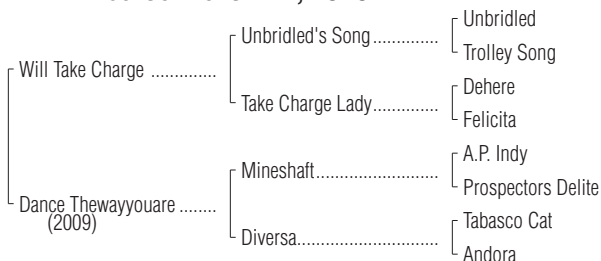 Unbridled
Unbridled's Song..............
Trolley Song
Will Take Charge ..............
Dehere
Take Charge Lady..............
Felicita
A.P. Indy
Mineshaft..........................
Prospectors Delite
Dance Thewayyouare ........
(2009)
Tabasco Cat
Diversa..............................
Andora